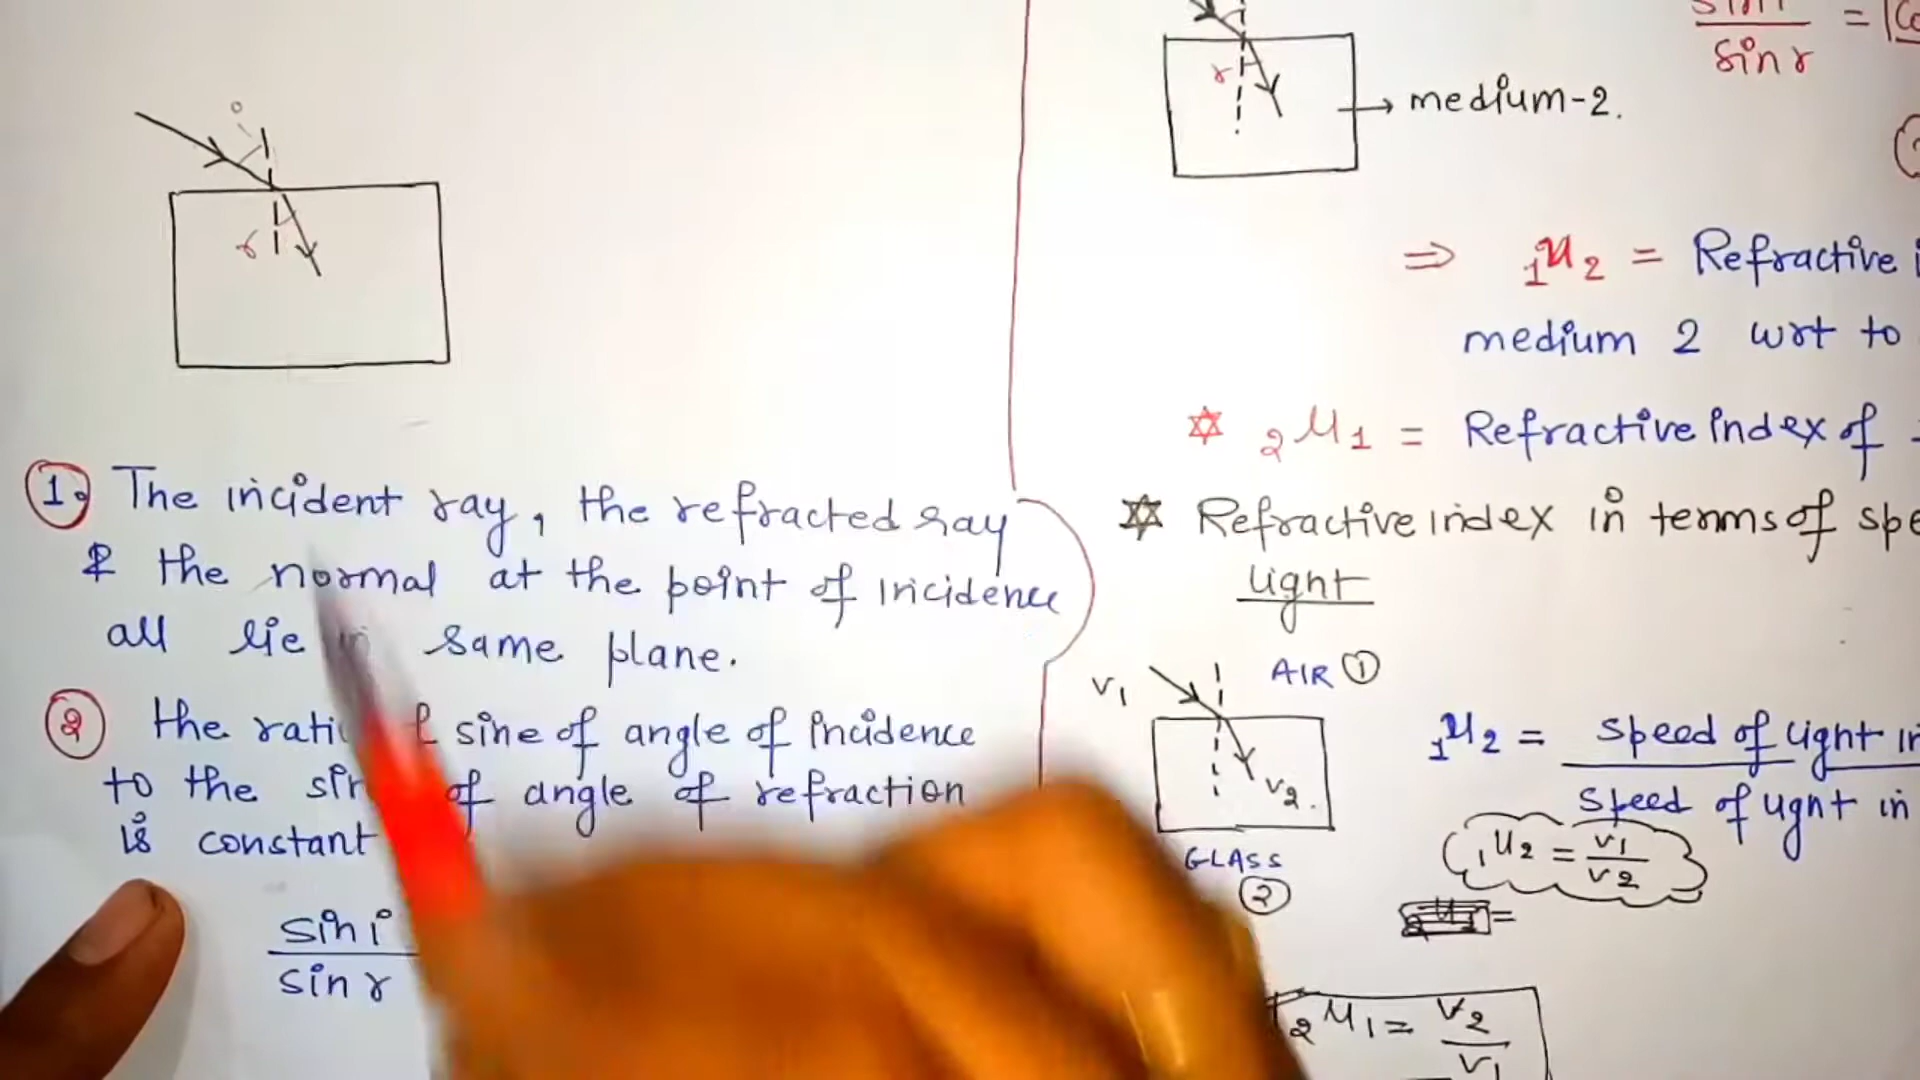 i
r
1. The incident ray, the refracted ray
& the normal at the point of incidence
all lie in same plane.
2 the of sine of angle of incidence
to the of angle of refraction
is constant
sin i
sin r
r
medium-2.
sin i
sin r
=
⇒ 1μ2 = Refractive
medium 2 wrt to
✡ 2μ1 = Refractive index of
✡ Refractive index in terms of
light
AIR 1
V1
V2.
GLASS
2
1μ2 = speed of light in
speed of light in
1μ2 = V1/V2
=
2μ1 = V2/V1